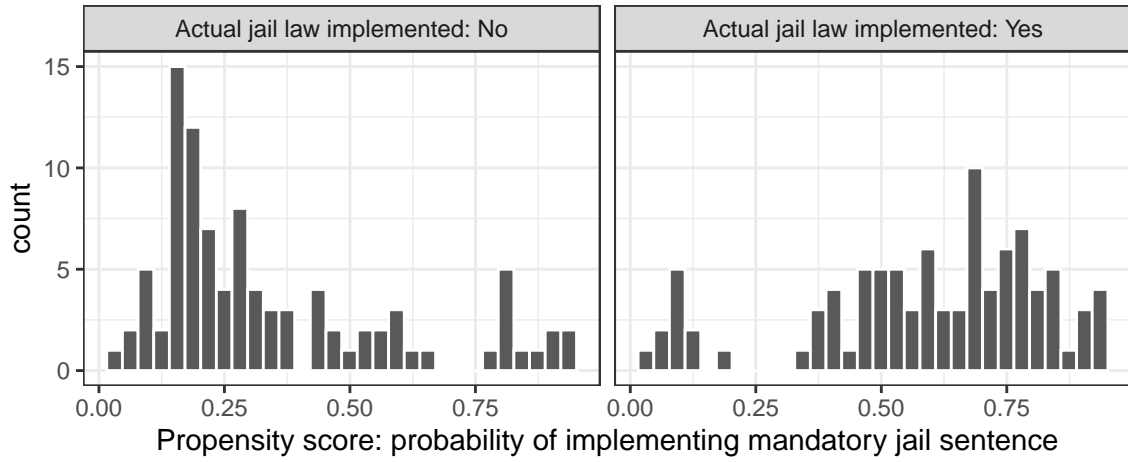 Actual jail law implemented: No
Actual jail law implemented: Yes
15
10
5
0
count
0.00 0.25 0.50 0.75
0.00 0.25 0.50 0.75
Propensity score: probability of implementing mandatory jail sentence